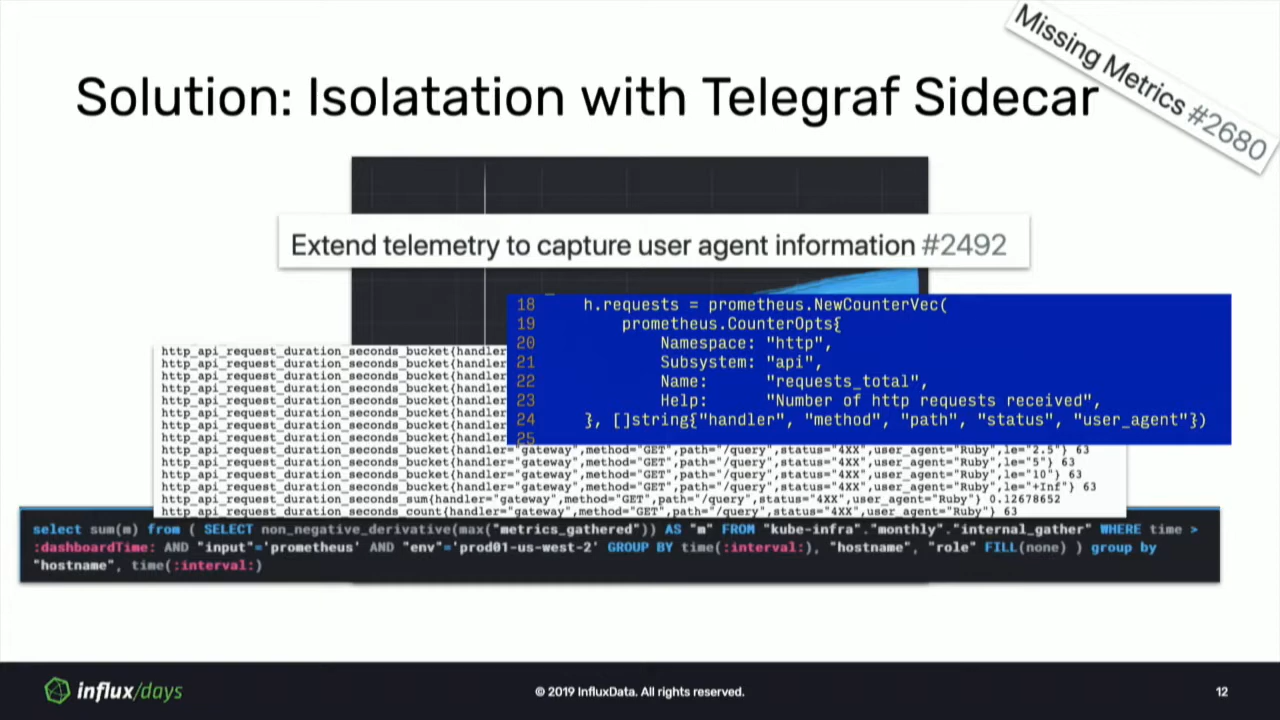 Missing Metrics #2680
Solution: Isolatation with Telegraf Sidecar
Extend telemetry to capture user agent information #2492
18 h.requests = prometheus.NewCounterVec(
19 prometheus.CounterOpts{
20 Namespace: "http",
21 Subsystem: "api",
22 Name: "requests_total",
23 Help: "Number of http requests received",
24 }, []string{"handler", "method", "path", "status", "user_agent"})
25
http_api_request_duration_seconds_bucket{handler
http_api_request_duration_seconds_bucket{handler
http_api_request_duration_seconds_bucket{handler
http_api_request_duration_seconds_bucket{handler
http_api_request_duration_seconds_bucket{handler
http_api_request_duration_seconds_bucket{handler
http_api_request_duration_seconds_bucket{handler
http_api_request_duration_seconds_bucket{handler
http_api_request_duration_seconds_bucket{handler="gateway",method="GET",path="/query",status="4XX",user_agent="Ruby",le="2.5"} 63
http_api_request_duration_seconds_bucket{handler="gateway",method="GET",path="/query",status="4XX",user_agent="Ruby",le="5"} 63
http_api_request_duration_seconds_bucket{handler="gateway",method="GET",path="/query",status="4XX",user_agent="Ruby",le="10"} 63
http_api_request_duration_seconds_bucket{handler="gateway",method="GET",path="/query",status="4XX",user_agent="Ruby",le="+Inf"} 63
http_api_request_duration_seconds_sum{handler="gateway",method="GET",path="/query",status="4XX",user_agent="Ruby"} 0.12678652
http_api_request_duration_seconds_count{handler="gateway",method="GET",path="/query",status="4XX",user_agent="Ruby"} 63
select sum(m) from ( SELECT non_negative_derivative(max("metrics_gathered")) AS "m" FROM "kube-infra"."monthly"."internal_gather" WHERE time >
:dashboardTime: AND "input"='prometheus' AND "env"='prod01-us-west-2' GROUP BY time(:interval:), "hostname", "role" FILL(none) ) group by
"hostname", time(:interval:)
influx/days
© 2019 InfluxData. All rights reserved.
12